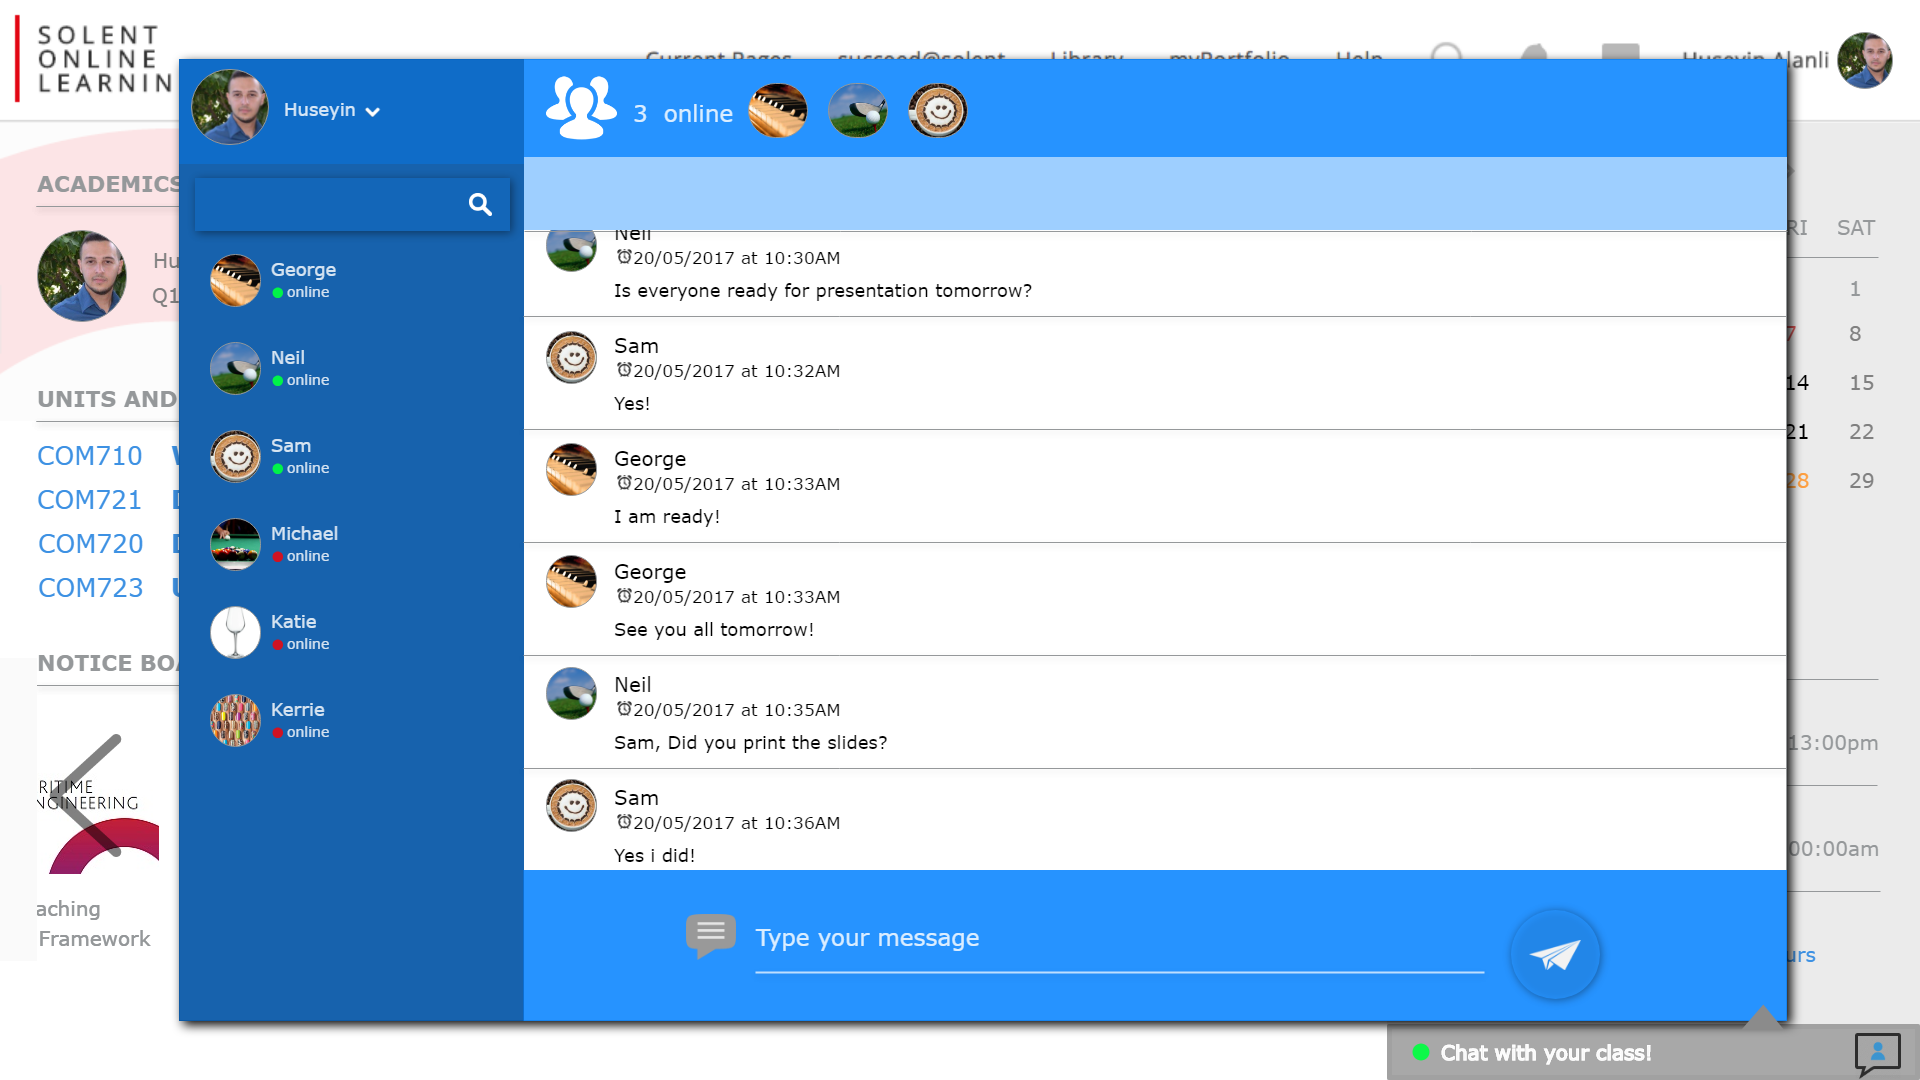 SOLENT
ONLINE
LEARNIN
Current Pages succeed@solent Library myPortfolio Help Huseyin Alanli
Huseyin
3 online
ACADEMICS
Hu
Q1
UNITS AND
COM710
COM721
COM720
COM723
NOTICE BOA
RITIME
NGINEERING
aching
Framework
George
online
Neil
online
Sam
online
Michael
online
Katie
online
Kerrie
online
Neil
20/05/2017 at 10:30AM
Is everyone ready for presentation tomorrow?
Sam
20/05/2017 at 10:32AM
Yes!
George
20/05/2017 at 10:33AM
I am ready!
George
20/05/2017 at 10:33AM
See you all tomorrow!
Neil
20/05/2017 at 10:35AM
Sam, Did you print the slides?
Sam
20/05/2017 at 10:36AM
Yes i did!
Type your message
RI SAT
1
7 8
14 15
21 22
28 29
13:00pm
00:00am
urs
Chat with your class!